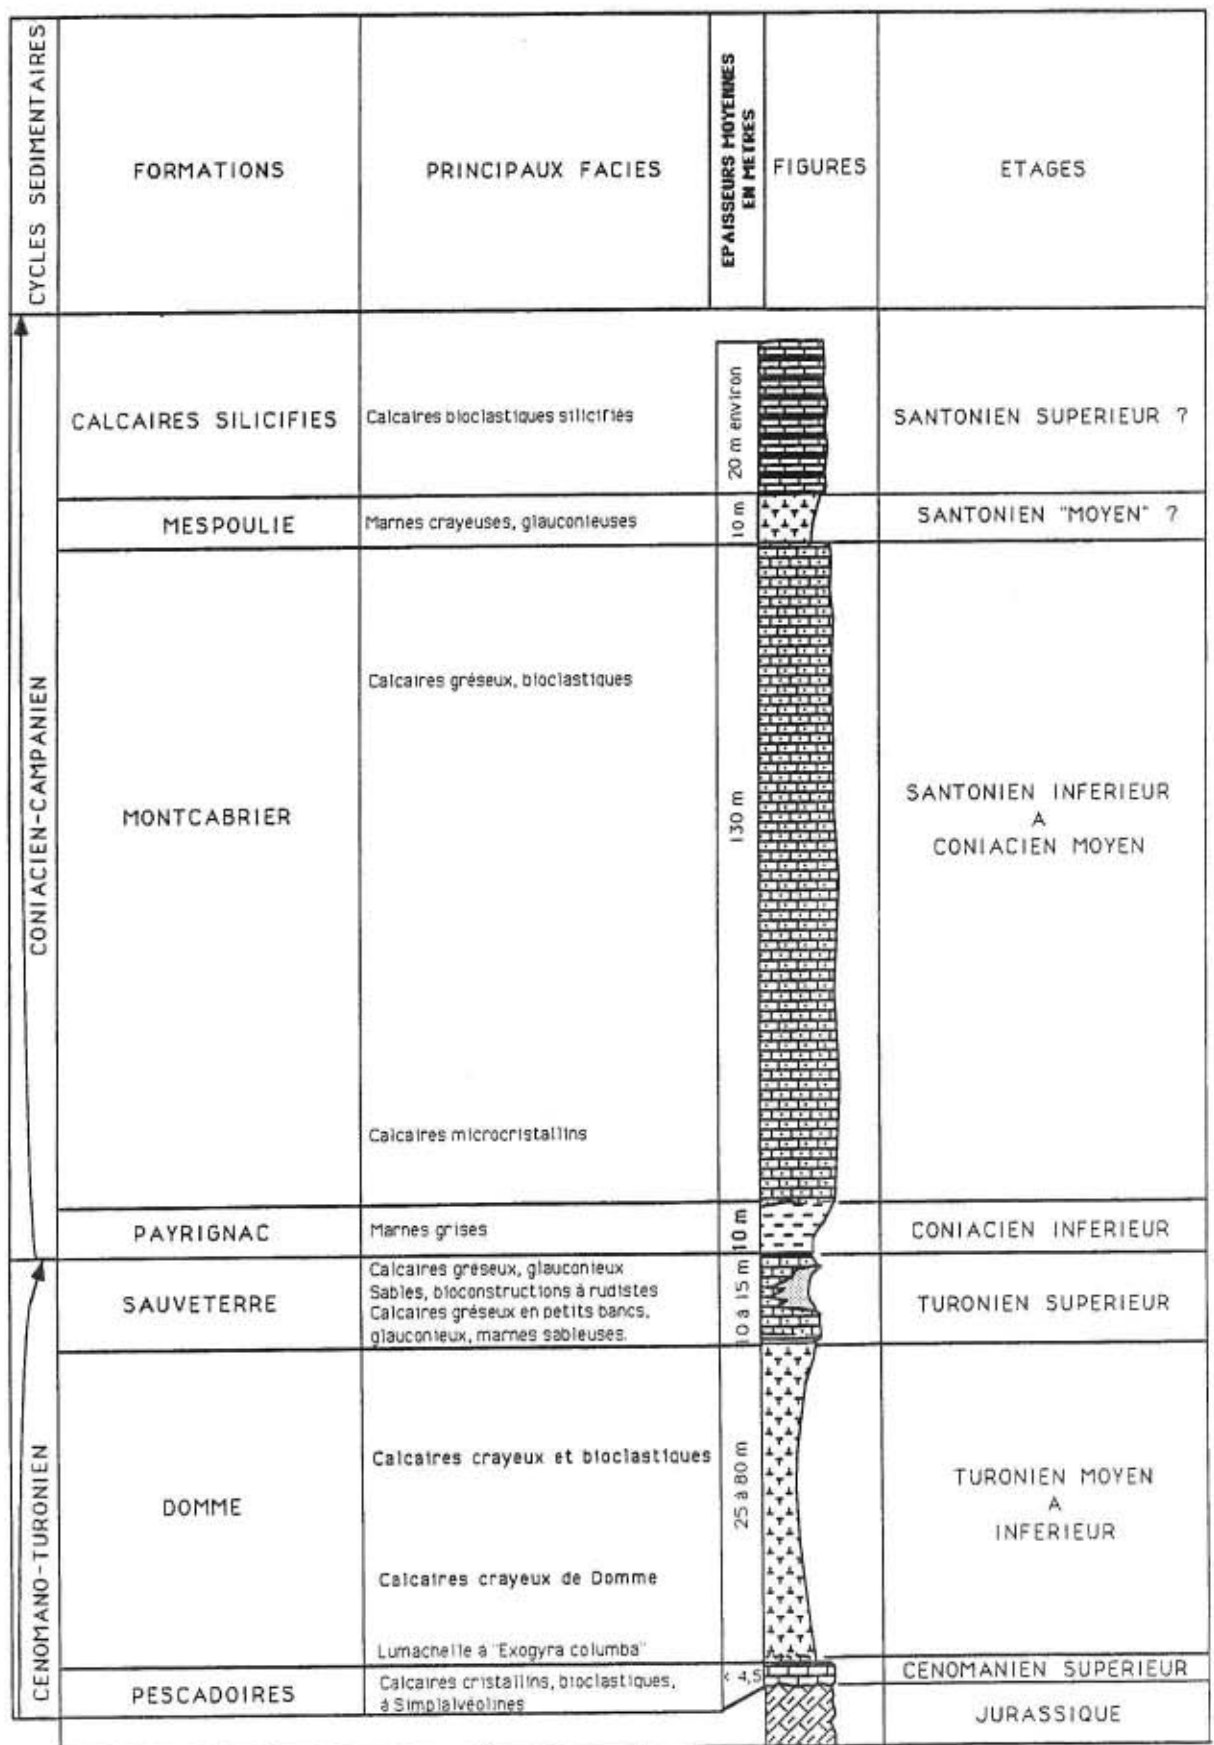 CYCLES SEDIMENTAIRES
FORMATIONS
PRINCIPAUX FACIES
EPAISSEURS MOYENNES
EN METRES
FIGURES
ETAGES
CONIACIEN-CAMPANIEN
CALCAIRES SILICIFIES
Calcaires bioclastiques silicifiés
20 m environ
SANTONIEN SUPERIEUR ?
MESPOULIE
Marnes crayeuses, glauconieuses
10 m
SANTONIEN "MOYEN" ?
MONTCABRIER
Calcaires gréseux, bioclastiques
Calcaires microcristallins
130 m
SANTONIEN INFERIEUR
A
CONIACIEN MOYEN
PAYRIGNAC
Marnes grises
10 m
CONIACIEN INFERIEUR
CENOMANO-TURONIEN
SAUVETERRE
Calcaires gréseux, glauconieux
Sables, bioconstructions à rudistes
Calcaires gréseux en petits bancs,
glauconieux, marnes sableuses.
10 à 15 m
TURONIEN SUPERIEUR
DOMME
Calcaires crayeux et bioclastiques
Calcaires crayeux de Domme
Lumachelle à "Exogyra columba"
25 à 80 m
TURONIEN MOYEN
A
INFERIEUR
PESCADOIRES
Calcaires cristallins, bioclastiques,
à Simplalvéolines
< 4,5
CENOMANIEN SUPERIEUR
JURASSIQUE